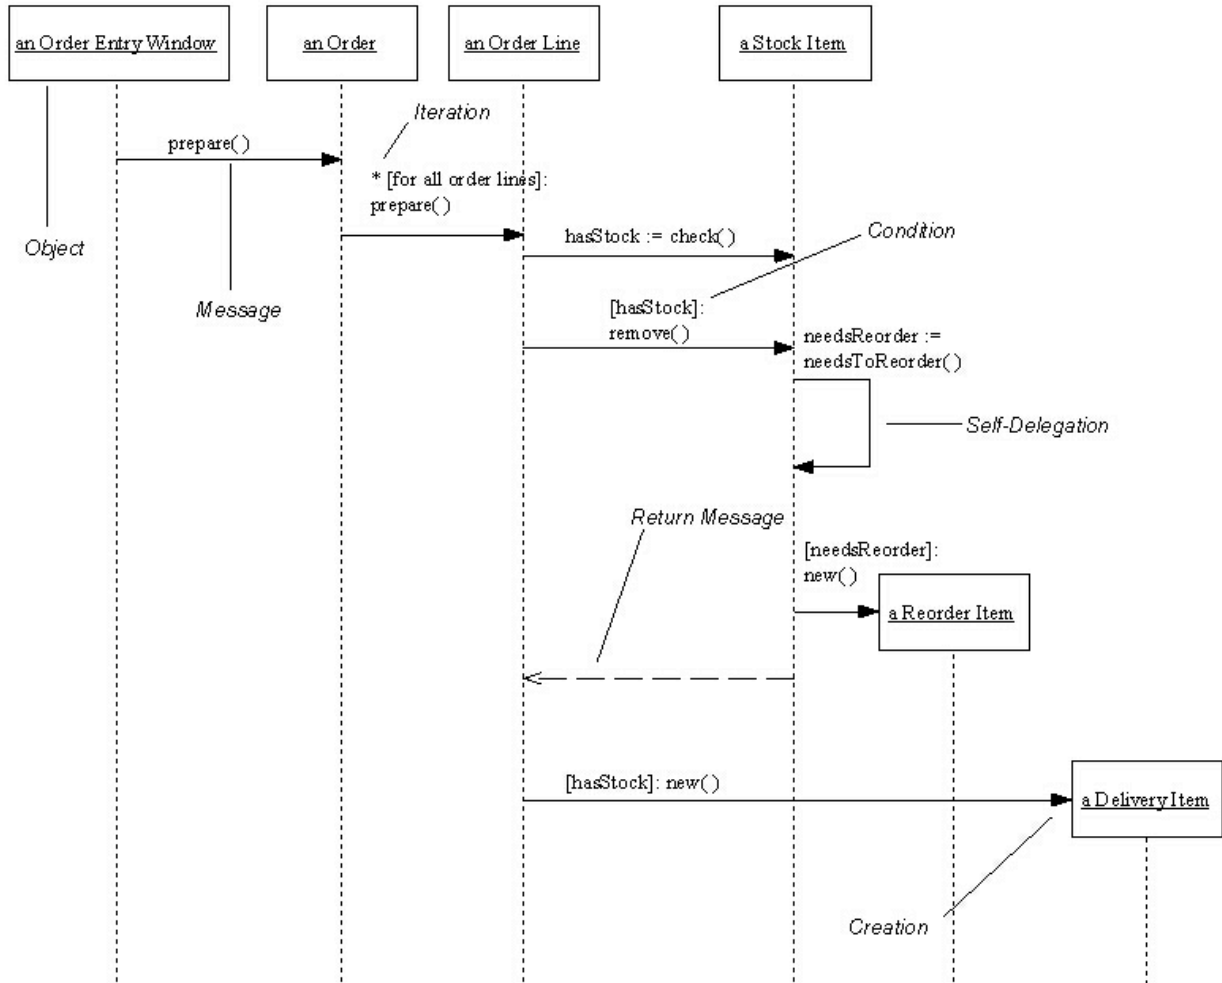 an Order Entry Window
an Order
an Order Line
a Stock Item
Iteration
prepare()
* [for all order lines]:
prepare()
Object
Message
hasStock := check()
Condition
[hasStock]:
remove()
needsReorder :=
needsToReorder()
Self-Delegation
Return Message
[needsReorder]:
new()
a Reorder Item
[hasStock]: new()
a Delivery Item
Creation